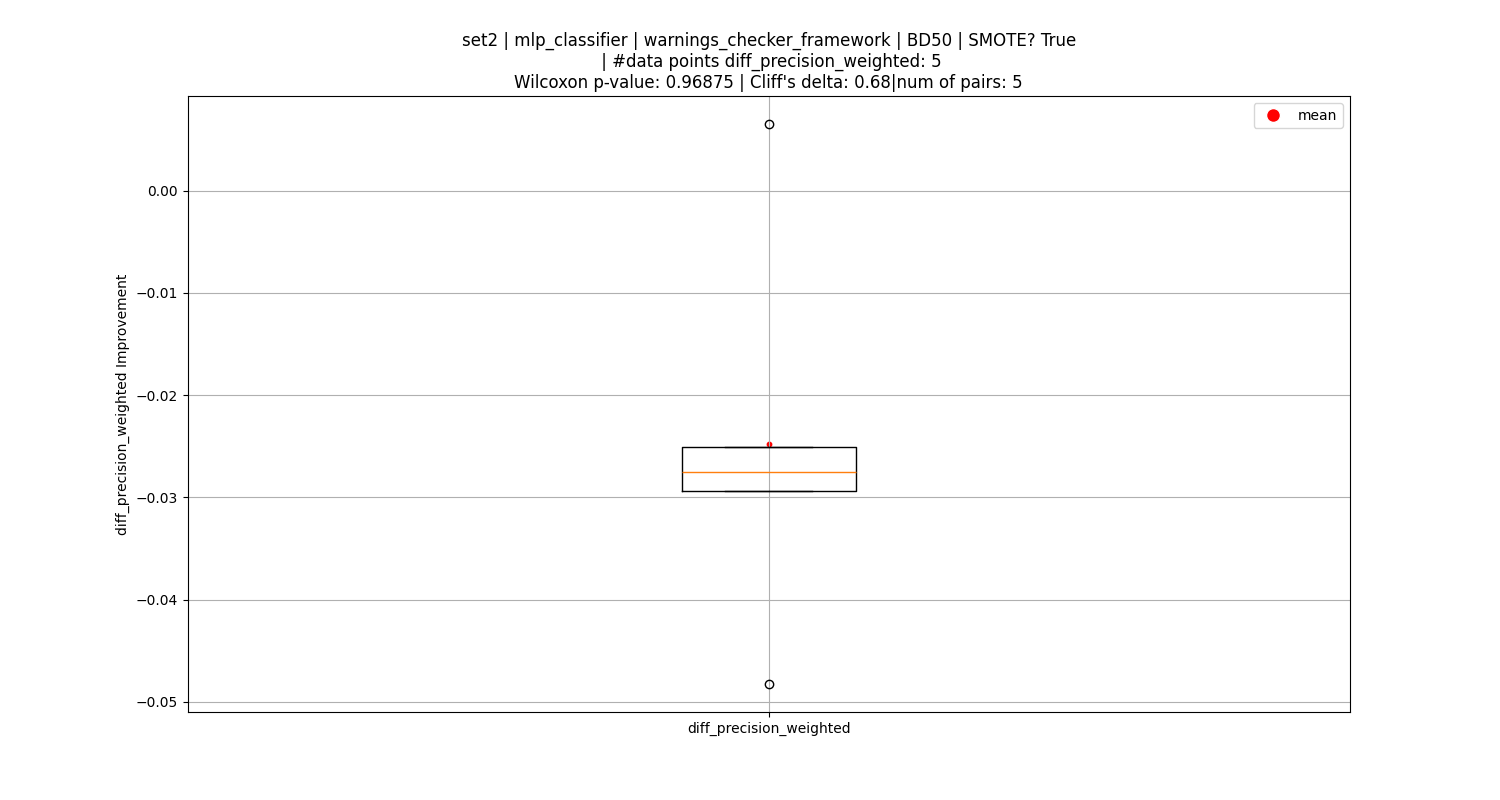 set2 | mlp_classifier | warnings_checker_framework | BD50 | SMOTE? True
| #data points diff_precision_weighted: 5
Wilcoxon p-value: 0.96875 | Cliff's delta: 0.68|num of pairs: 5
mean
0.00
−0.01
−0.02
−0.03
−0.04
−0.05
diff_precision_weighted Improvement
diff_precision_weighted